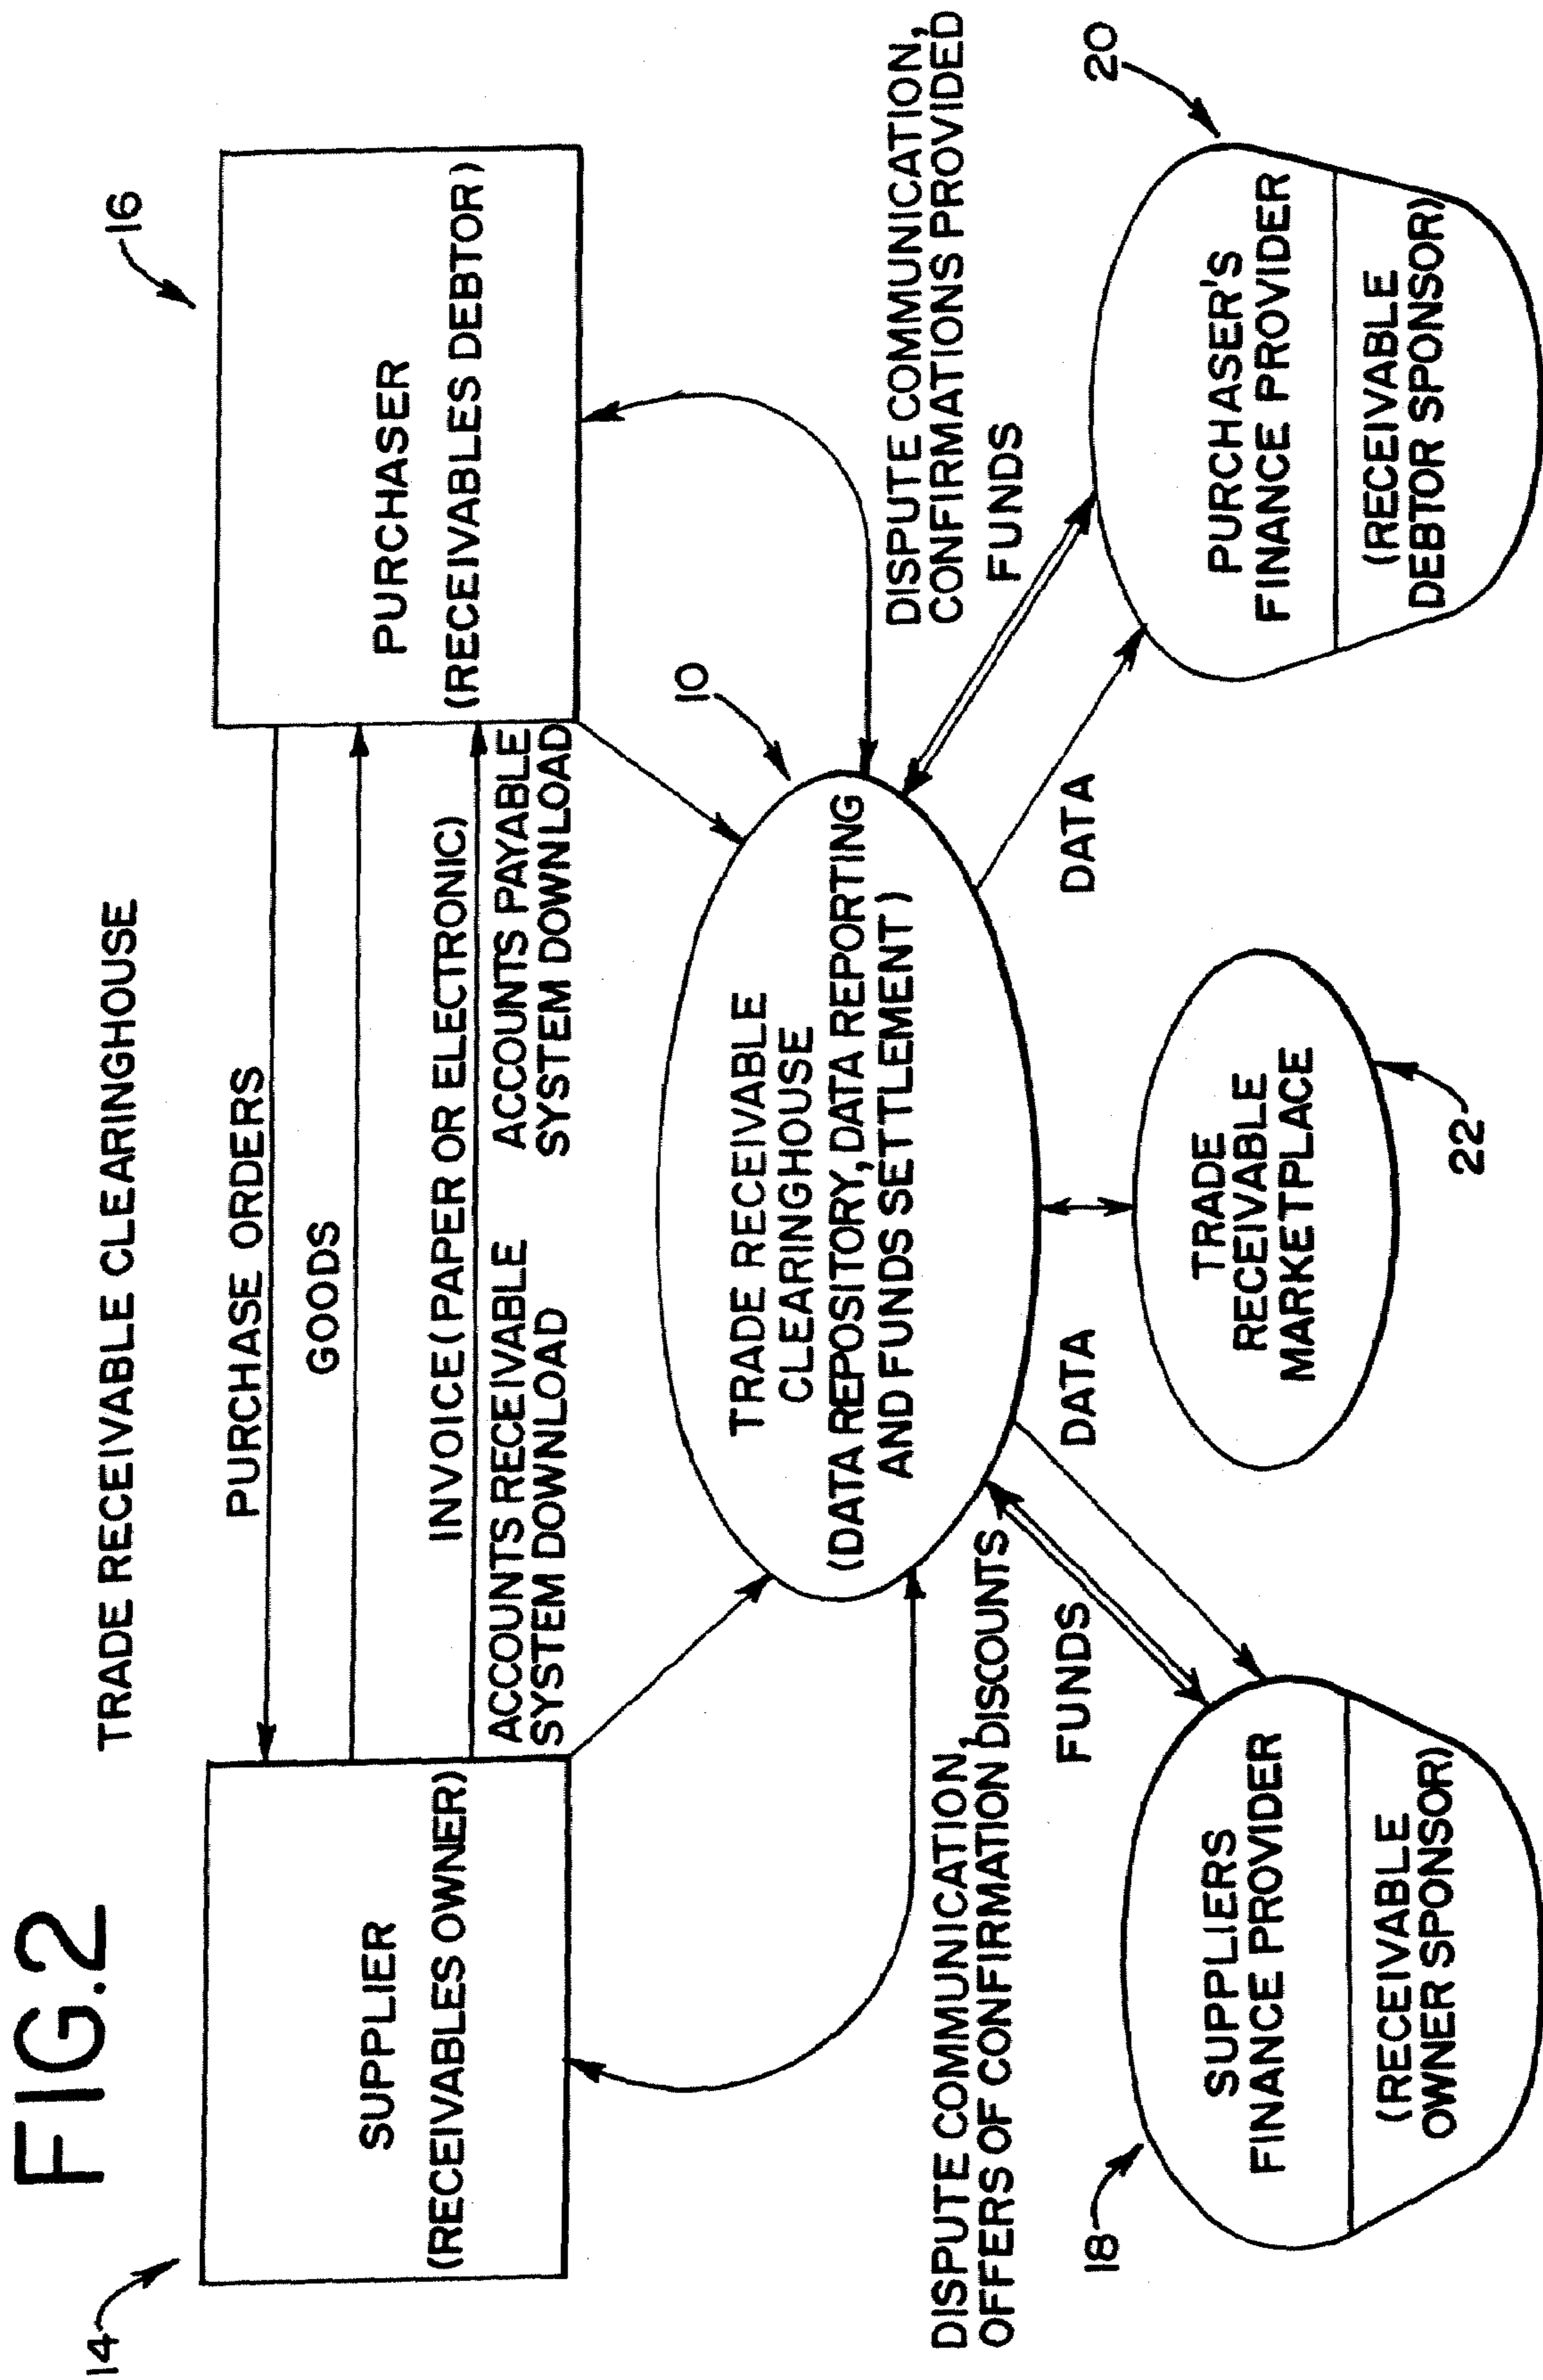 FIG.2
TRADE RECEIVABLE CLEARINGHOUSE
14
16
SUPPLIER
(RECEIVABLES OWNER)
PURCHASE ORDERS
GOODS
INVOICE(PAPER OR ELECTRONIC)
PURCHASER
(RECEIVABLES DEBTOR)
ACCOUNTS RECEIVABLE
SYSTEM DOWNLOAD
ACCOUNTS PAYABLE
SYSTEM DOWNLOAD
10
TRADE RECEIVABLE
CLEARINGHOUSE
(DATA REPOSITORY, DATA REPORTING
AND FUNDS SETTLEMENT)
DISPUTE COMMUNICATION,
OFFERS OF CONFIRMATION DISCOUNTS
DISPUTE COMMUNICATION,
CONFIRMATIONS PROVIDED
FUNDS
DATA
DATA
FUNDS
18
SUPPLIERS
FINANCE PROVIDER
(RECEIVABLE
OWNER SPONSOR)
TRADE
RECEIVABLE
MARKETPLACE
22
20
PURCHASER'S
FINANCE PROVIDER
(RECEIVABLE
DEBTOR SPONSOR)